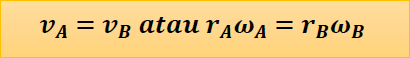 v_A = v_B atau r_Aω_A = r_Bω_B